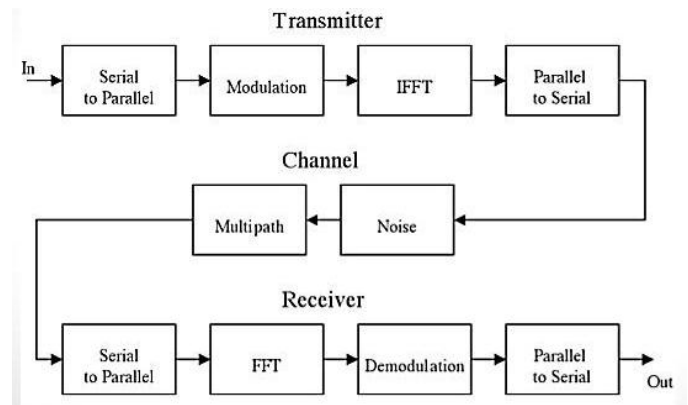 Transmitter
In
Serial
to Parallel
Modulation
IFFT
Parallel
to Serial
Channel
Multipath
Noise
Receiver
Serial
to Parallel
FFT
Demodulation
Parallel
to Serial
Out